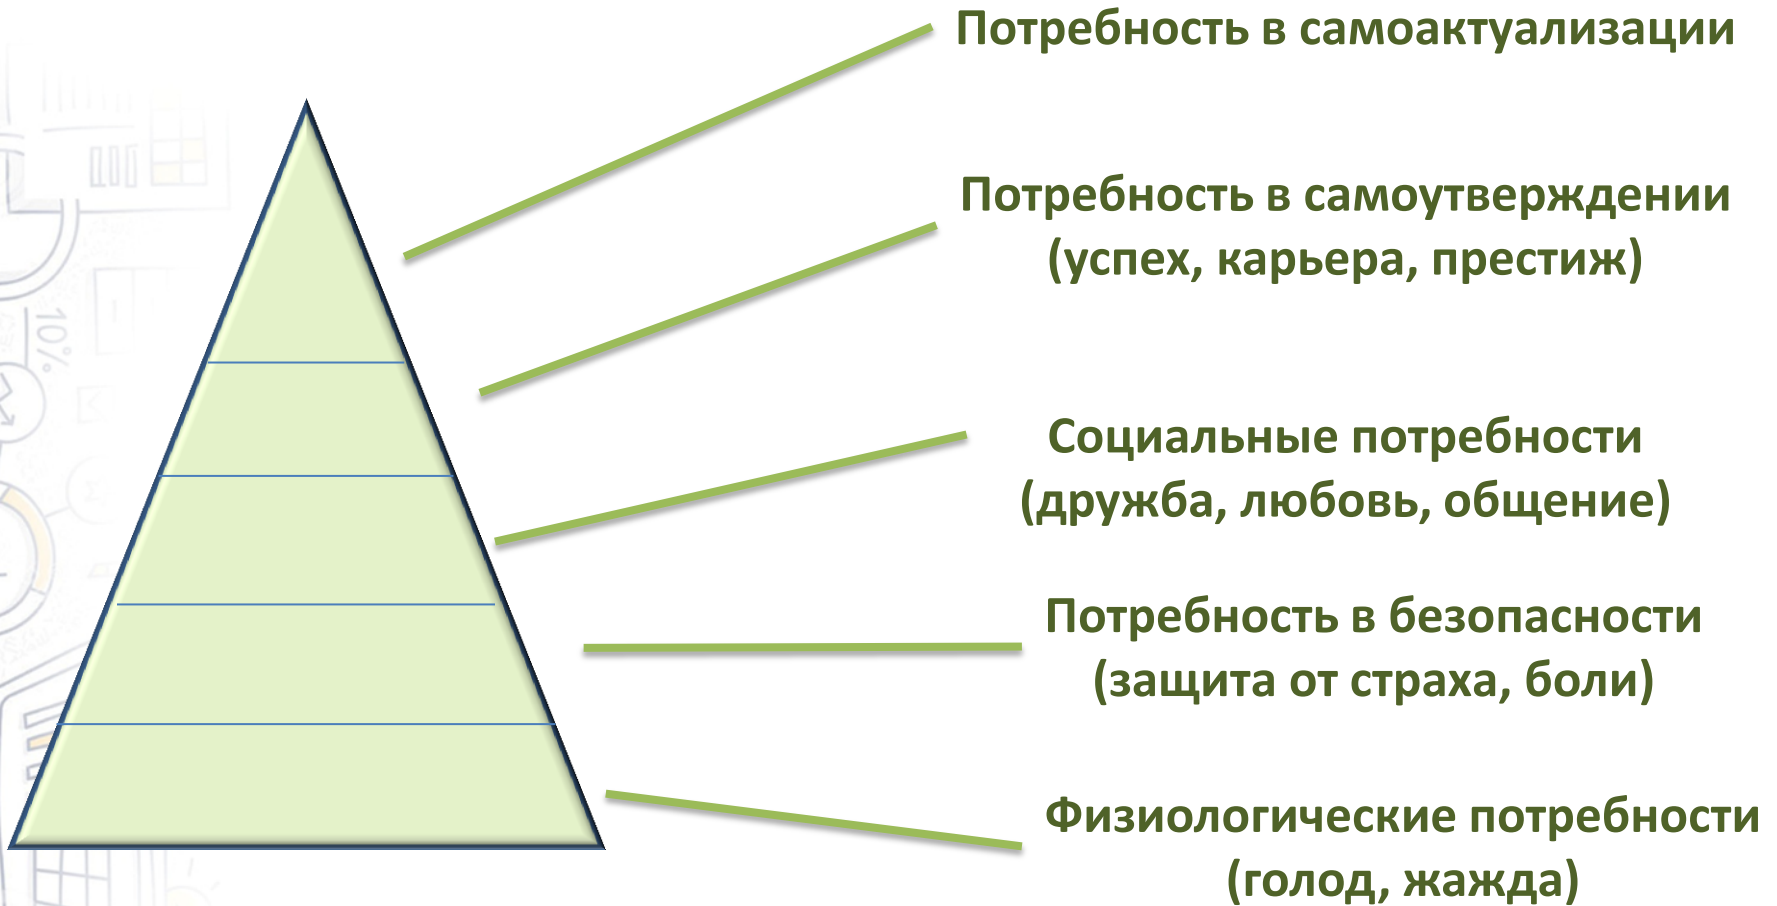 Потребность в самоактуализации
Потребность в самоутверждении
(успех, карьера, престиж)
Социальные потребности
(дружба, любовь, общение)
Потребность в безопасности
(защита от страха, боли)
Физиологические потребности
(голод, жажда)
10%